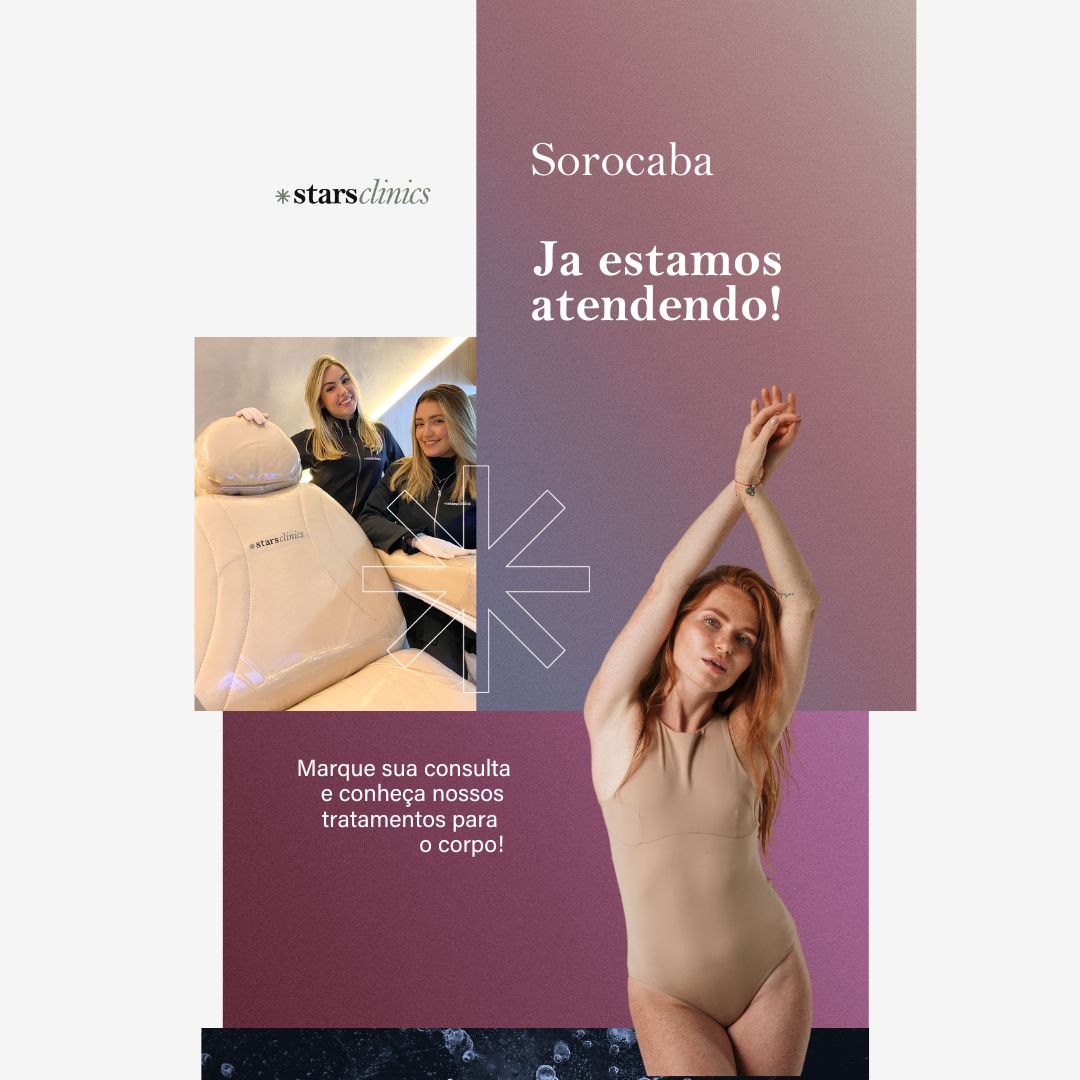 *starsclinics
Sorocaba
Ja estamos
atendendo!
*starsclinics
Marque sua consulta
e conheça nossos
tratamentos para
o corpo!